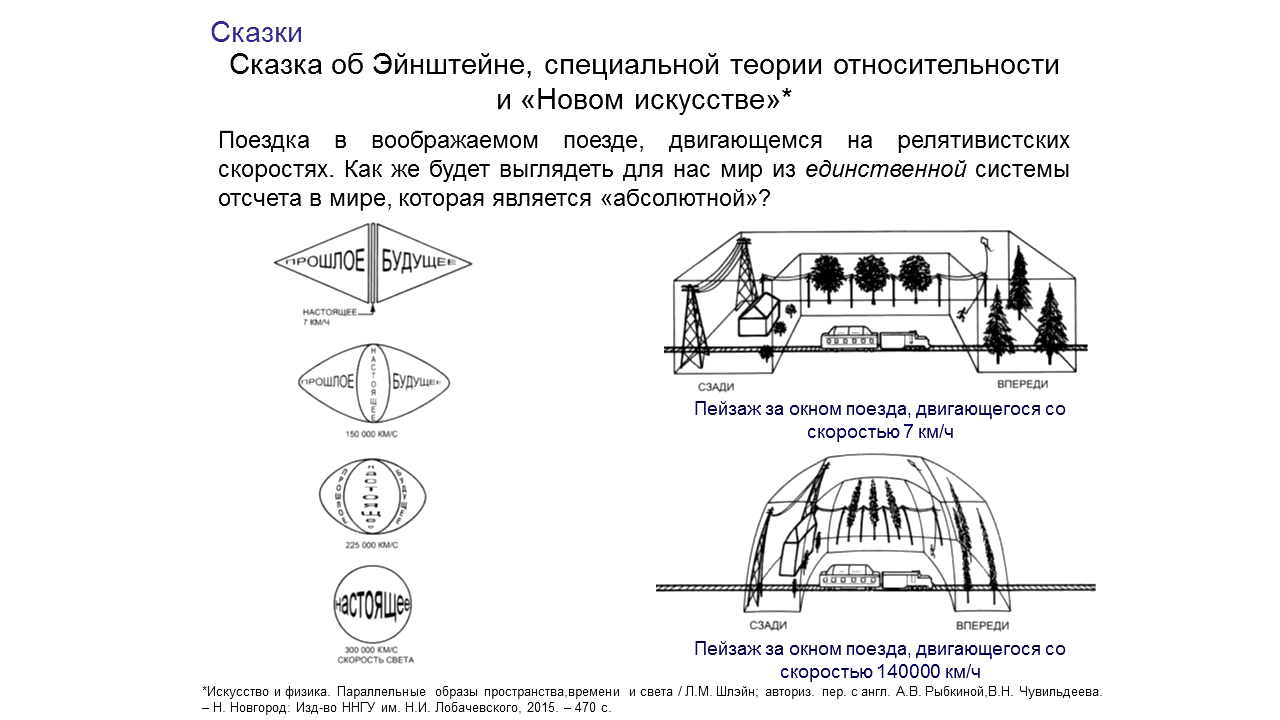 Сказки
Сказка об Эйнштейне, специальной теории относительности
и «Новом искусстве»*
Поездка в воображаемом поезде, двигающемся на релятивистских
скоростях. Как же будет выглядеть для нас мир из единственной системы
отсчета в мире, которая является «абсолютной»?
ПРОШЛОЕ БУДУЩЕЕ
НАСТОЯЩЕЕ
7 КМ/Ч
ПРОШЛОЕ НАСТОЯЩЕЕ БУДУЩЕЕ
150 000 КМ/С
ПРОШЛОЕ НАСТОЯЩЕЕ БУДУЩЕЕ
225 000 КМ/С
настоящее
300 000 КМ/С
СКОРОСТЬ СВЕТА
СЗАДИ ВПЕРЕДИ
Пейзаж за окном поезда, двигающегося со
скоростью 7 км/ч
СЗАДИ ВПЕРЕДИ
Пейзаж за окном поезда, двигающегося со
скоростью 140000 км/ч
*Искусство и физика. Параллельные образы пространства,времени и света / Л.М. Шлэйн; авториз. пер. с англ. А.В. Рыбкиной,В.Н. Чувильдеева.
– Н. Новгород: Изд-во ННГУ им. Н.И. Лобачевского, 2015. – 470 с.